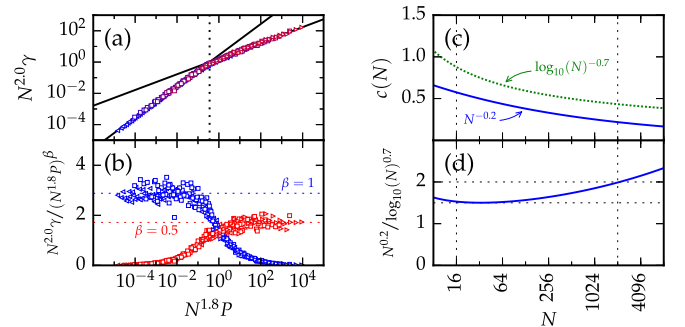 (a)
10^2
10^0
10^{-2}
10^{-4}
N^{2.0}γ
(b)
4
2
0
N^{2.0}γ/(N^{1.8}P)^β
β = 1
β = 0.5
10^{-4}
10^{-2}
10^0
10^2
10^4
N^{1.8}P
(c)
1.5
1.0
0.5
c(N)
log_{10}(N)^{-0.7}
N^{-0.2}
(d)
2
1
0
N^{0.2}/log_{10}(N)^{0.7}
16
64
256
1024
4096
N